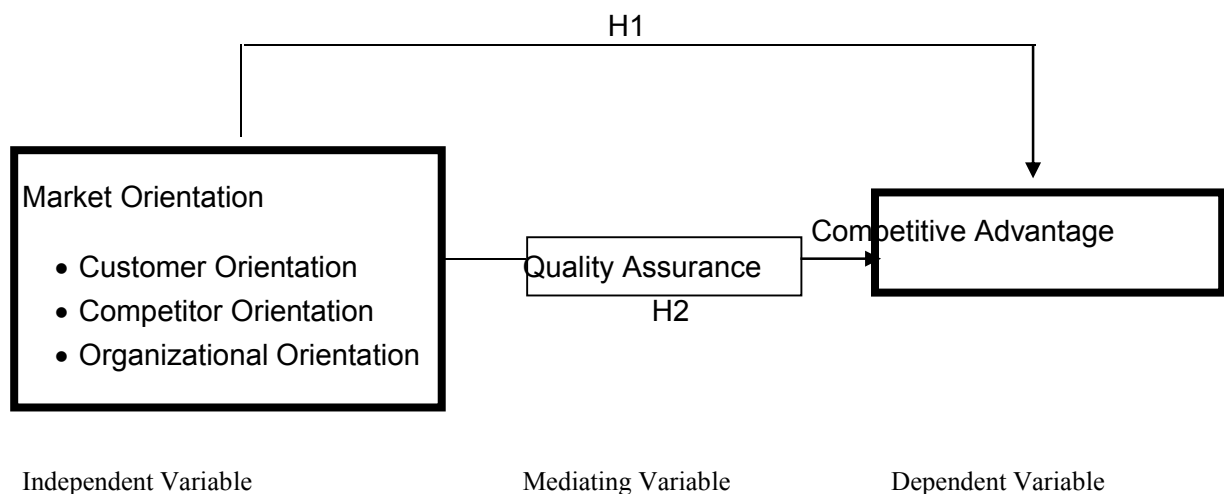 H1
Market Orientation
• Customer Orientation
• Competitor Orientation
• Organizational Orientation
Quality Assurance
H2
Competitive Advantage
Independent Variable
Mediating Variable
Dependent Variable